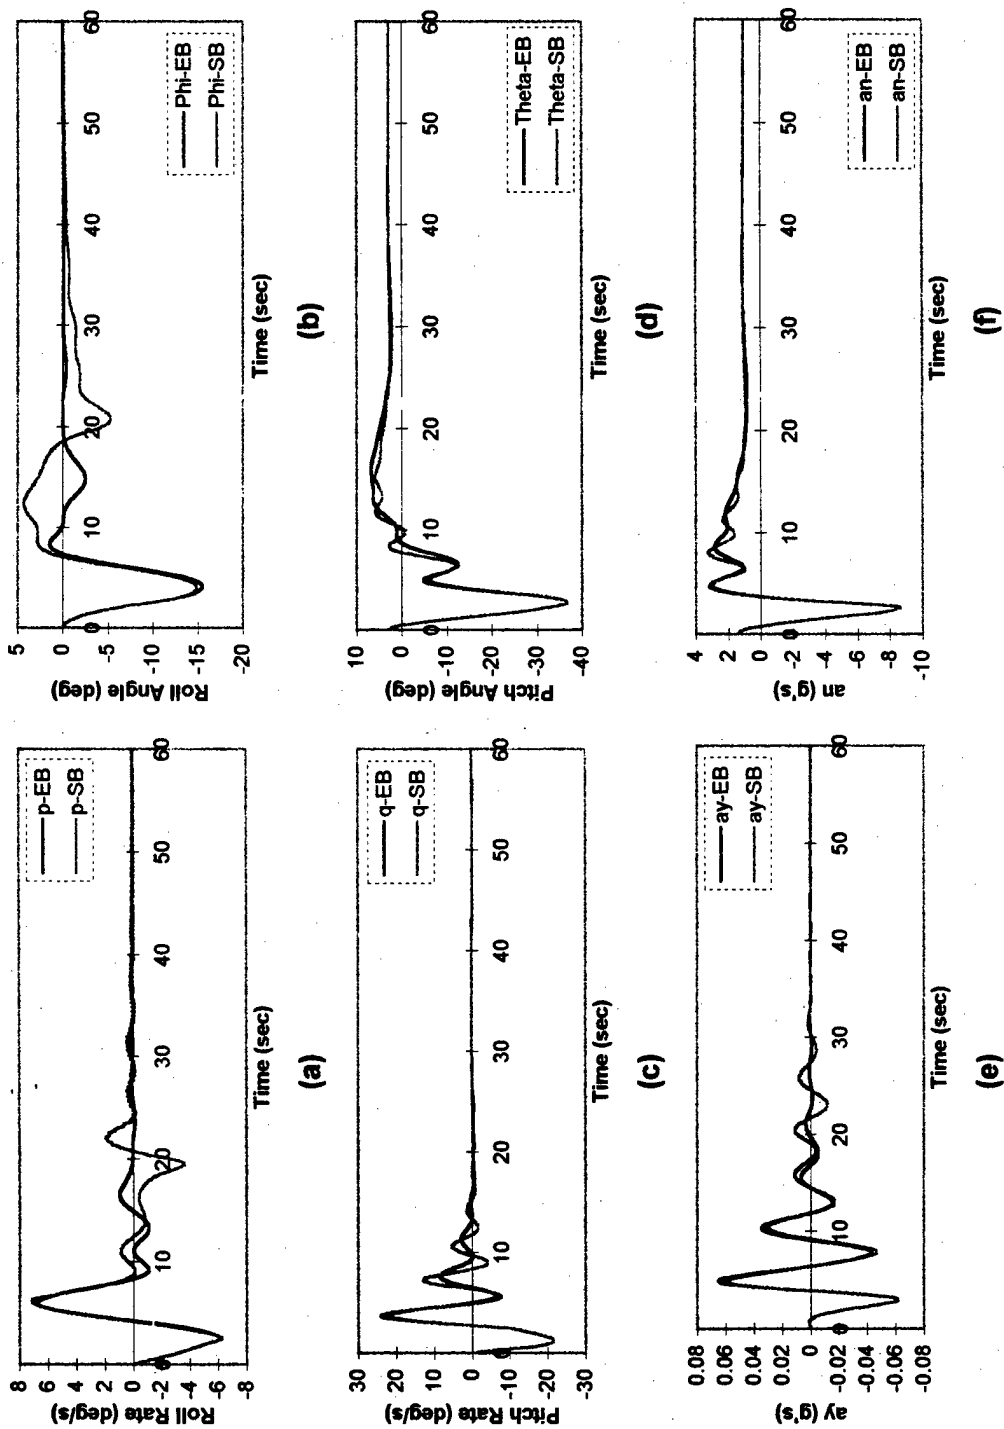 8
6
4
2
0
-2
-4
-6
-8
Roll Rate (deg/s)
0
10
20
30
40
50
60
p-EB
p-SB
Time (sec)
(a)
5
0
-5
-10
-15
-20
Roll Angle (deg)
0
10
20
30
40
50
60
Phi-EB
Phi-SB
Time (sec)
(b)
30
20
10
0
-10
-20
-30
Pitch Rate (deg/s)
0
10
20
30
40
50
60
q-EB
q-SB
Time (sec)
(c)
10
0
-10
-20
-30
-40
Pitch Angle (deg)
0
10
20
30
40
50
60
Theta-EB
Theta-SB
Time (sec)
(d)
0.08
0.06
0.04
0.02
0
-0.02
-0.04
-0.06
-0.08
ay (g's)
0
10
20
30
40
50
60
ay-EB
ay-SB
Time (sec)
(e)
4
2
0
-2
-4
-6
-8
-10
an (g's)
0
10
20
30
40
50
60
an-EB
an-SB
Time (sec)
(f)